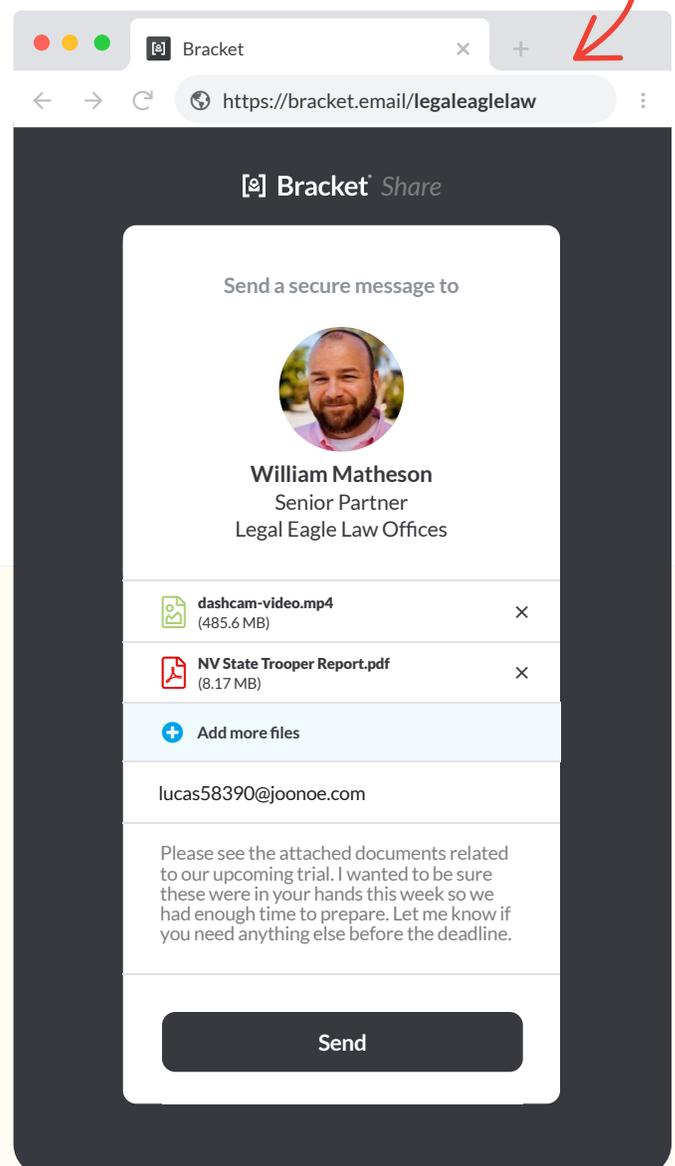 Bracket
https://bracket.email/legaleaglelaw
Bracket Share
Send a secure message to
William Matheson
Senior Partner
Legal Eagle Law Offices
dashcam-video.mp4
(485.6 MB)
NV State Trooper Report.pdf
(8.17 MB)
Add more files
lucas58390@joonoe.com
Please see the attached documents related
to our upcoming trial. I wanted to be sure
these were in your hands this week so we
had enough time to prepare. Let me know if
you need anything else before the deadline.
Send